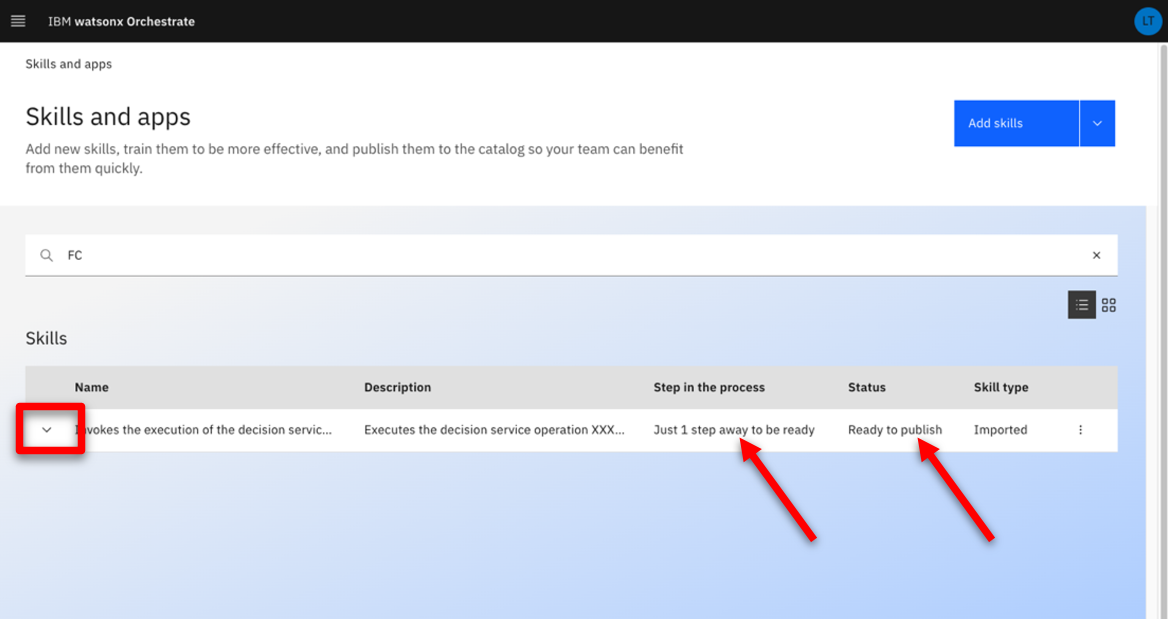 IBM watsonx Orchestrate
LT
Skills and apps
Skills and apps
Add new skills, train them to be more effective, and publish them to the catalog so your team can benefit
from them quickly.
Add skills
FC
Skills
Name Description Step in the process Status Skill type
Invokes the execution of the decision servic... Executes the decision service operation XXX... Just 1 step away to be ready Ready to publish Imported